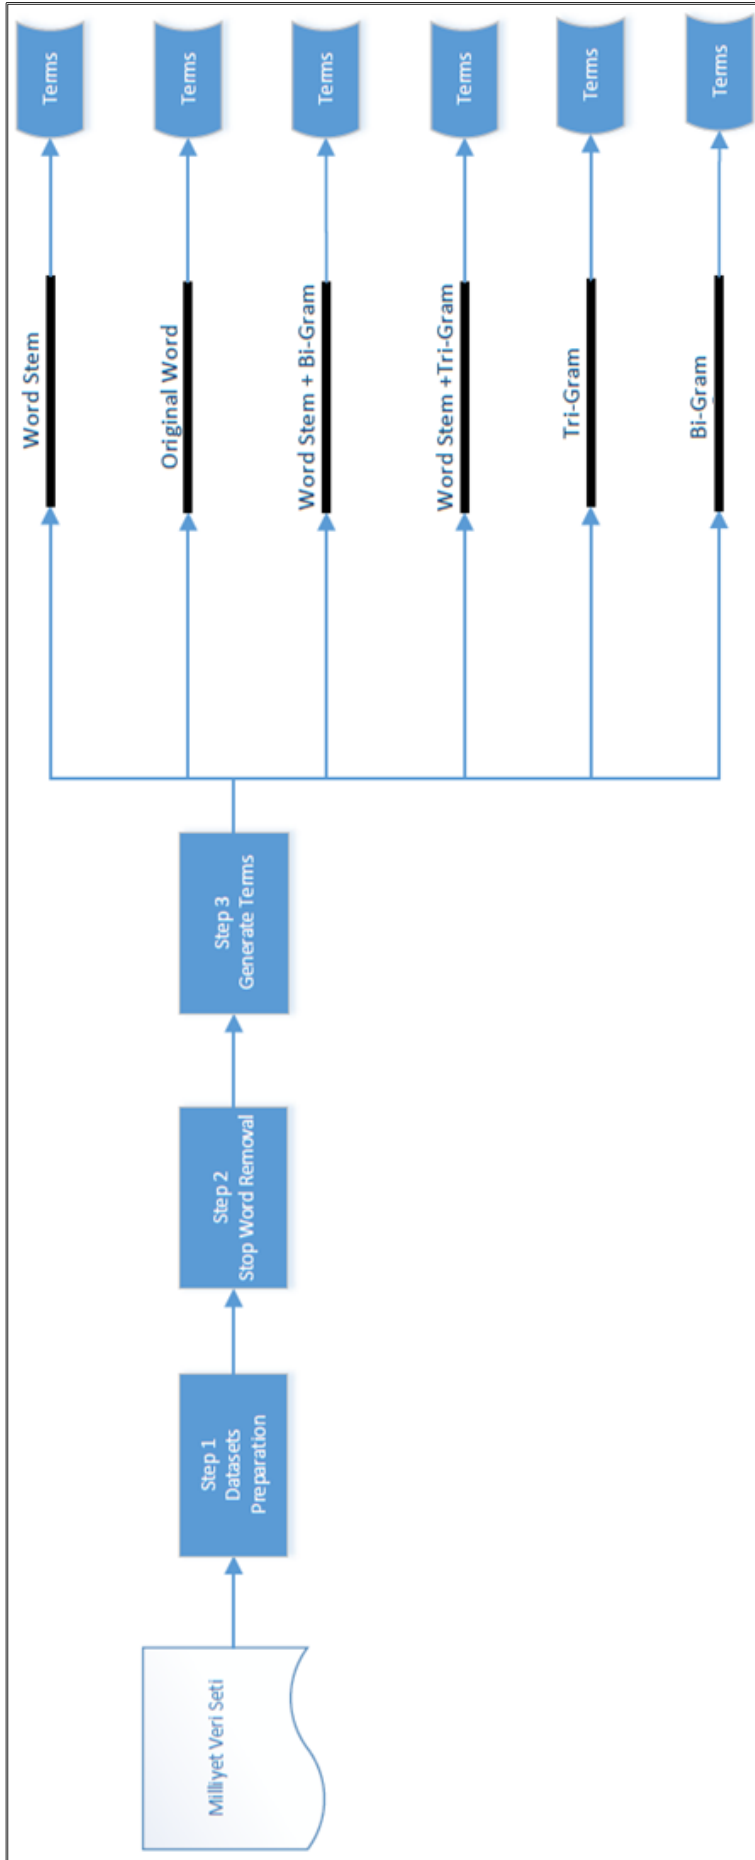 Milliyet Veri Seti
Step 1
Datasets
Preparation
Step 2
Stop Word Removal
Step 3
Generate Terms
Word Stem
Terms
Original Word
Terms
Word Stem + Bi-Gram
Terms
Word Stem +Tri-Gram
Terms
Tri-Gram
Terms
Bi-Gram
Terms